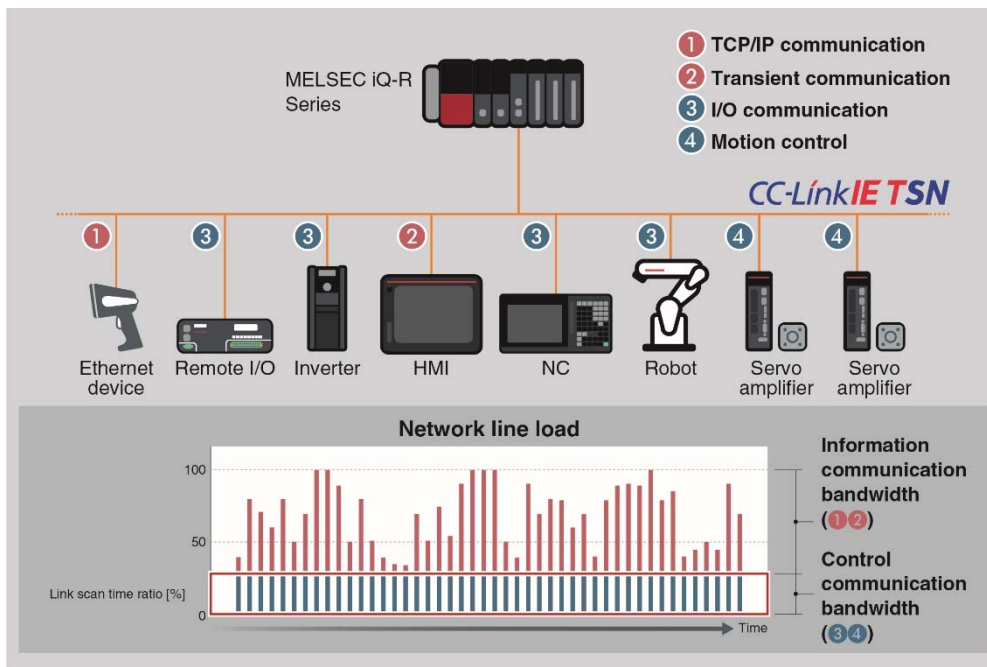 MELSEC iQ-R
Series
1 TCP/IP communication
2 Transient communication
3 I/O communication
4 Motion control
CC-Link IE TSN
1 3 3 2 3 3 4 4
Ethernet
device
Remote I/O
Inverter
HMI
NC
Robot
Servo
amplifier
Servo
amplifier
Network line load
100
50
Link scan time ratio [%]
0
Time
Information
communication
bandwidth
(12)
Control
communication
bandwidth
(34)